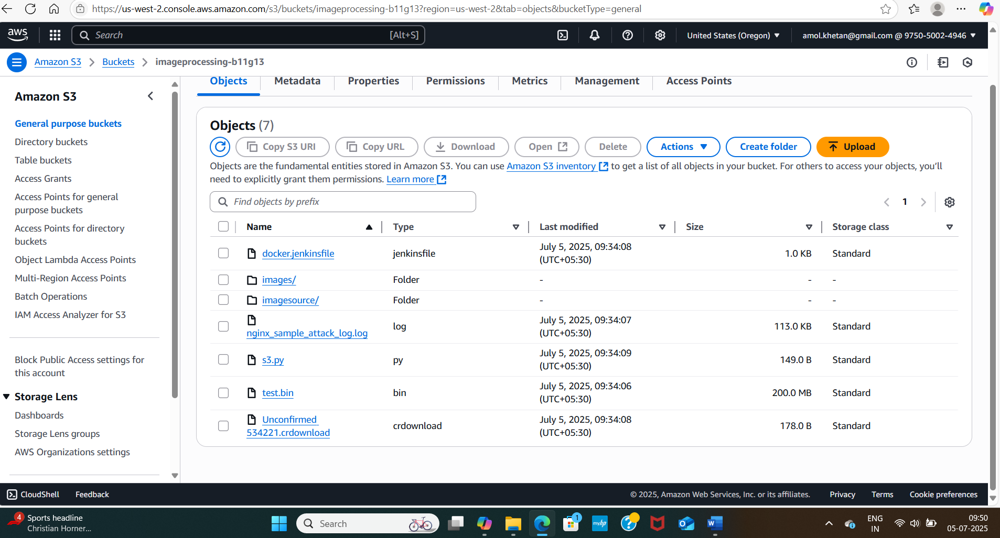 https://us-west-2.console.aws.amazon.com/s3/buckets/imageprocessing-b11g13?region=us-west-2&tab=objects&bucketType=general
aws
Search
[Alt+S]
United States (Oregon)
amol.khetan@gmail.com @ 9750-5002-4946
Amazon S3
Buckets
imageprocessing-b11g13
Amazon S3
General purpose buckets
Directory buckets
Table buckets
Access Grants
Access Points for general
purpose buckets
Access Points for directory
buckets
Object Lambda Access Points
Multi-Region Access Points
Batch Operations
IAM Access Analyzer for S3
Block Public Access settings for
this account
Storage Lens
Dashboards
Storage Lens groups
AWS Organizations settings
Objects
Metadata
Properties
Permissions
Metrics
Management
Access Points
Objects (7)
Copy S3 URI
Copy URL
Download
Open
Delete
Actions
Create folder
Upload
Objects are the fundamental entities stored in Amazon S3. You can use Amazon S3 inventory to get a list of all objects in your bucket. For others to access your objects, you'll
need to explicitly grant them permissions. Learn more
Find objects by prefix
1
Name
Type
Last modified
Size
Storage class
docker.jenkinsfile
jenkinsfile
July 5, 2025, 09:34:08
(UTC+05:30)
1.0 KB
Standard
images/
Folder
-
-
-
imagesource/
Folder
-
-
-
nginx_sample_attack_log.log
log
July 5, 2025, 09:34:07
(UTC+05:30)
113.0 KB
Standard
s3.py
py
July 5, 2025, 09:34:09
(UTC+05:30)
149.0 B
Standard
test.bin
bin
July 5, 2025, 09:34:06
(UTC+05:30)
200.0 MB
Standard
Unconfirmed
534221.crdownload
crdownload
July 5, 2025, 09:34:08
(UTC+05:30)
178.0 B
Standard
CloudShell
Feedback
© 2025, Amazon Web Services, Inc. or its affiliates.
Privacy
Terms
Cookie preferences
4
Sports headline
Christian Horner...
Search
1
myhp
ENG
IN
09:50
05-07-2025